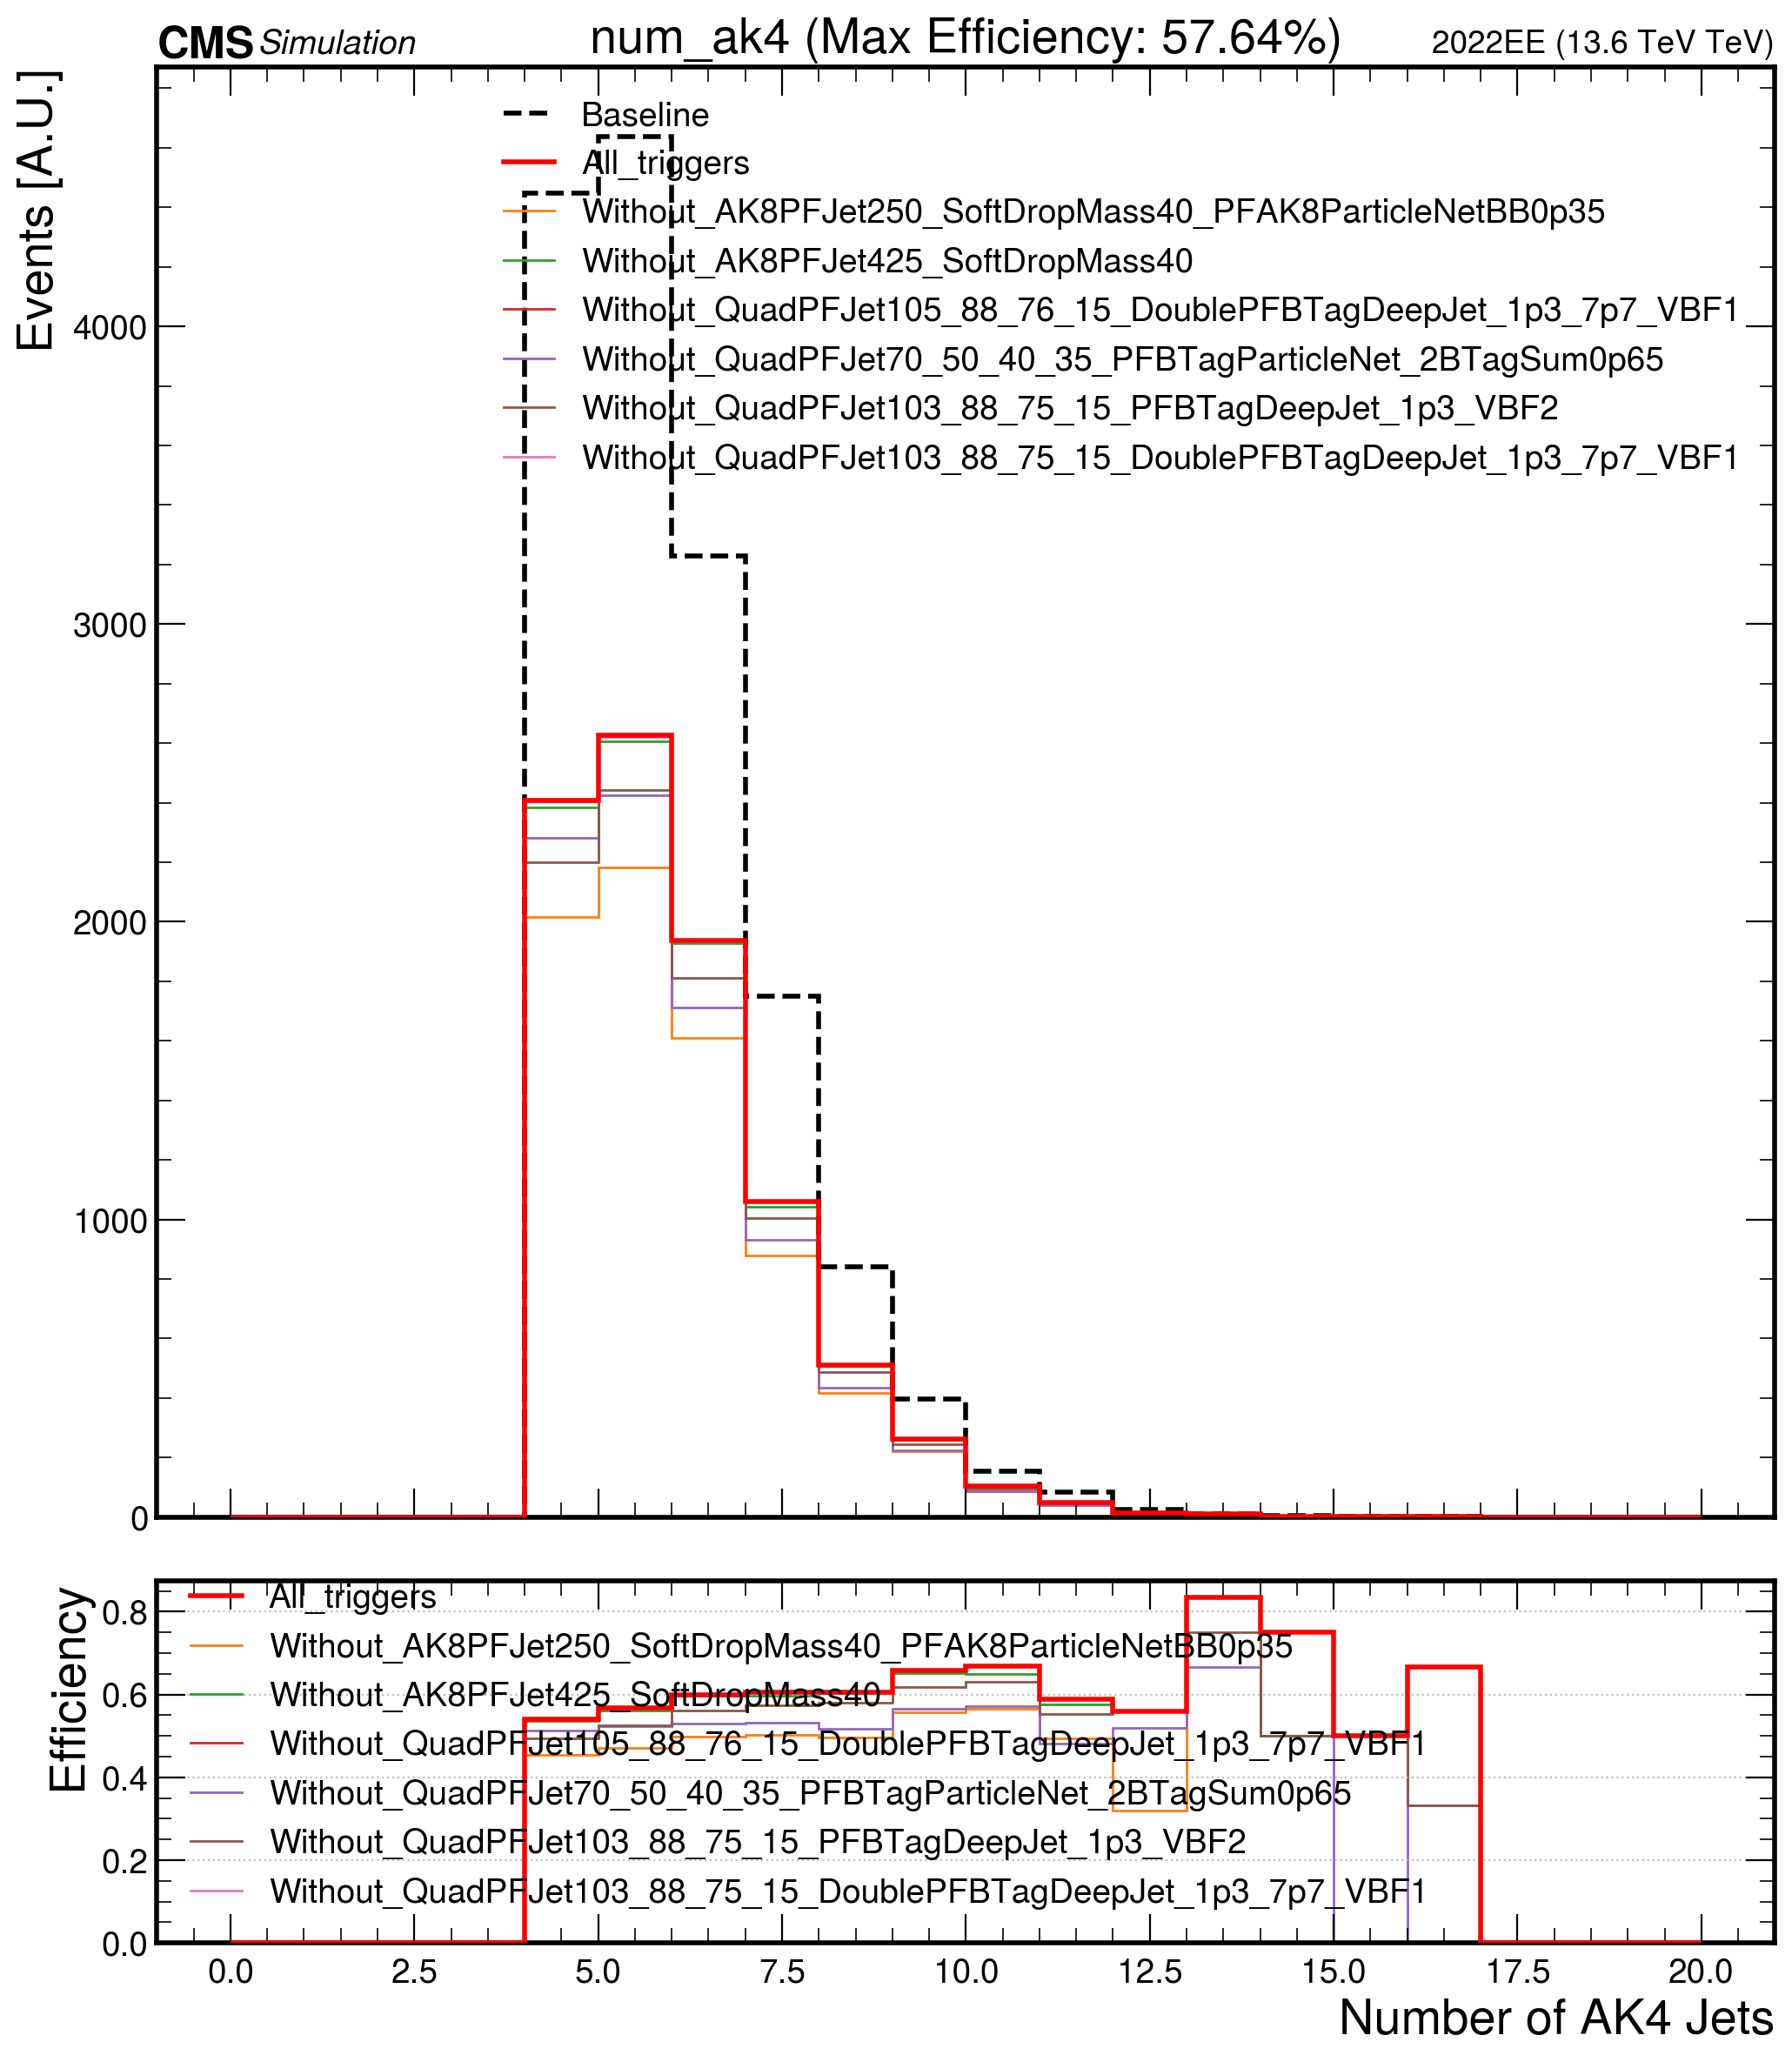 CMS Simulation num_ak4 (Max Efficiency: 57.64%) 2022EE (13.6 TeV TeV)
Events [A.U.]
Baseline
All_triggers
Without_AK8PFJet250_SoftDropMass40_PFAK8ParticleNetBB0p35
Without_AK8PFJet425_SoftDropMass40
Without_QuadPFJet105_88_76_15_DoublePFBTagDeepJet_1p3_7p7_VBF1
Without_QuadPFJet70_50_40_35_PFBTagParticleNet_2BTagSum0p65
Without_QuadPFJet103_88_75_15_PFBTagDeepJet_1p3_VBF2
Without_QuadPFJet103_88_75_15_DoublePFBTagDeepJet_1p3_7p7_VBF1
4000
3000
2000
1000
0
Efficiency
All_triggers
Without_AK8PFJet250_SoftDropMass40_PFAK8ParticleNetBB0p35
Without_AK8PFJet425_SoftDropMass40
Without_QuadPFJet105_88_76_15_DoublePFBTagDeepJet_1p3_7p7_VBF1
Without_QuadPFJet70_50_40_35_PFBTagParticleNet_2BTagSum0p65
Without_QuadPFJet103_88_75_15_PFBTagDeepJet_1p3_VBF2
Without_QuadPFJet103_88_75_15_DoublePFBTagDeepJet_1p3_7p7_VBF1
0.8
0.6
0.4
0.2
0.0
0.0 2.5 5.0 7.5 10.0 12.5 15.0 17.5 20.0
Number of AK4 Jets